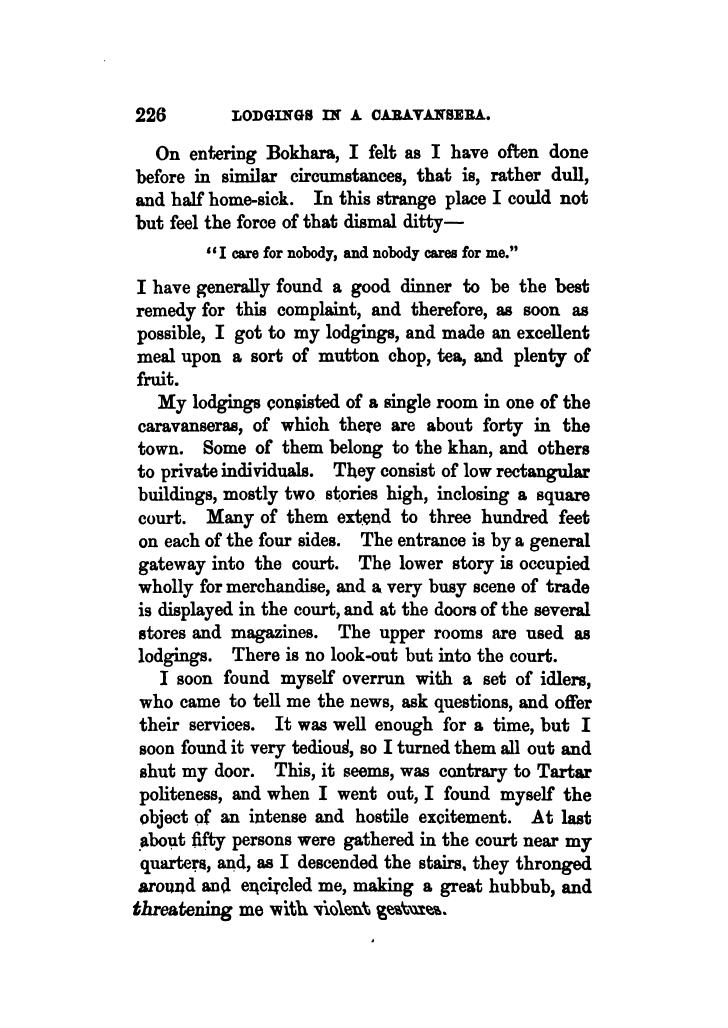 226 LODGINGS IN A CARAVANSERA.
On entering Bokhara, I felt as I have often done
before in similar circumstances, that is, rather dull,
and half home-sick. In this strange place I could not
but feel the force of that dismal ditty—
"I care for nobody, and nobody cares for me."
I have generally found a good dinner to be the best
remedy for this complaint, and therefore, as soon as
possible, I got to my lodgings, and made an excellent
meal upon a sort of mutton chop, tea, and plenty of
fruit.
My lodgings consisted of a single room in one of the
caravanseras, of which there are about forty in the
town. Some of them belong to the khan, and others
to private individuals. They consist of low rectangular
buildings, mostly two stories high, inclosing a square
court. Many of them extend to three hundred feet
on each of the four sides. The entrance is by a general
gateway into the court. The lower story is occupied
wholly for merchandise, and a very busy scene of trade
is displayed in the court, and at the doors of the several
stores and magazines. The upper rooms are used as
lodgings. There is no look-out but into the court.
I soon found myself overrun with a set of idlers,
who came to tell me the news, ask questions, and offer
their services. It was well enough for a time, but I
soon found it very tedious, so I turned them all out and
shut my door. This, it seems, was contrary to Tartar
politeness, and when I went out, I found myself the
object of an intense and hostile excitement. At last
about fifty persons were gathered in the court near my
quarters, and, as I descended the stairs, they thronged
around and encircled me, making a great hubbub, and
threatening me with violent gestures.